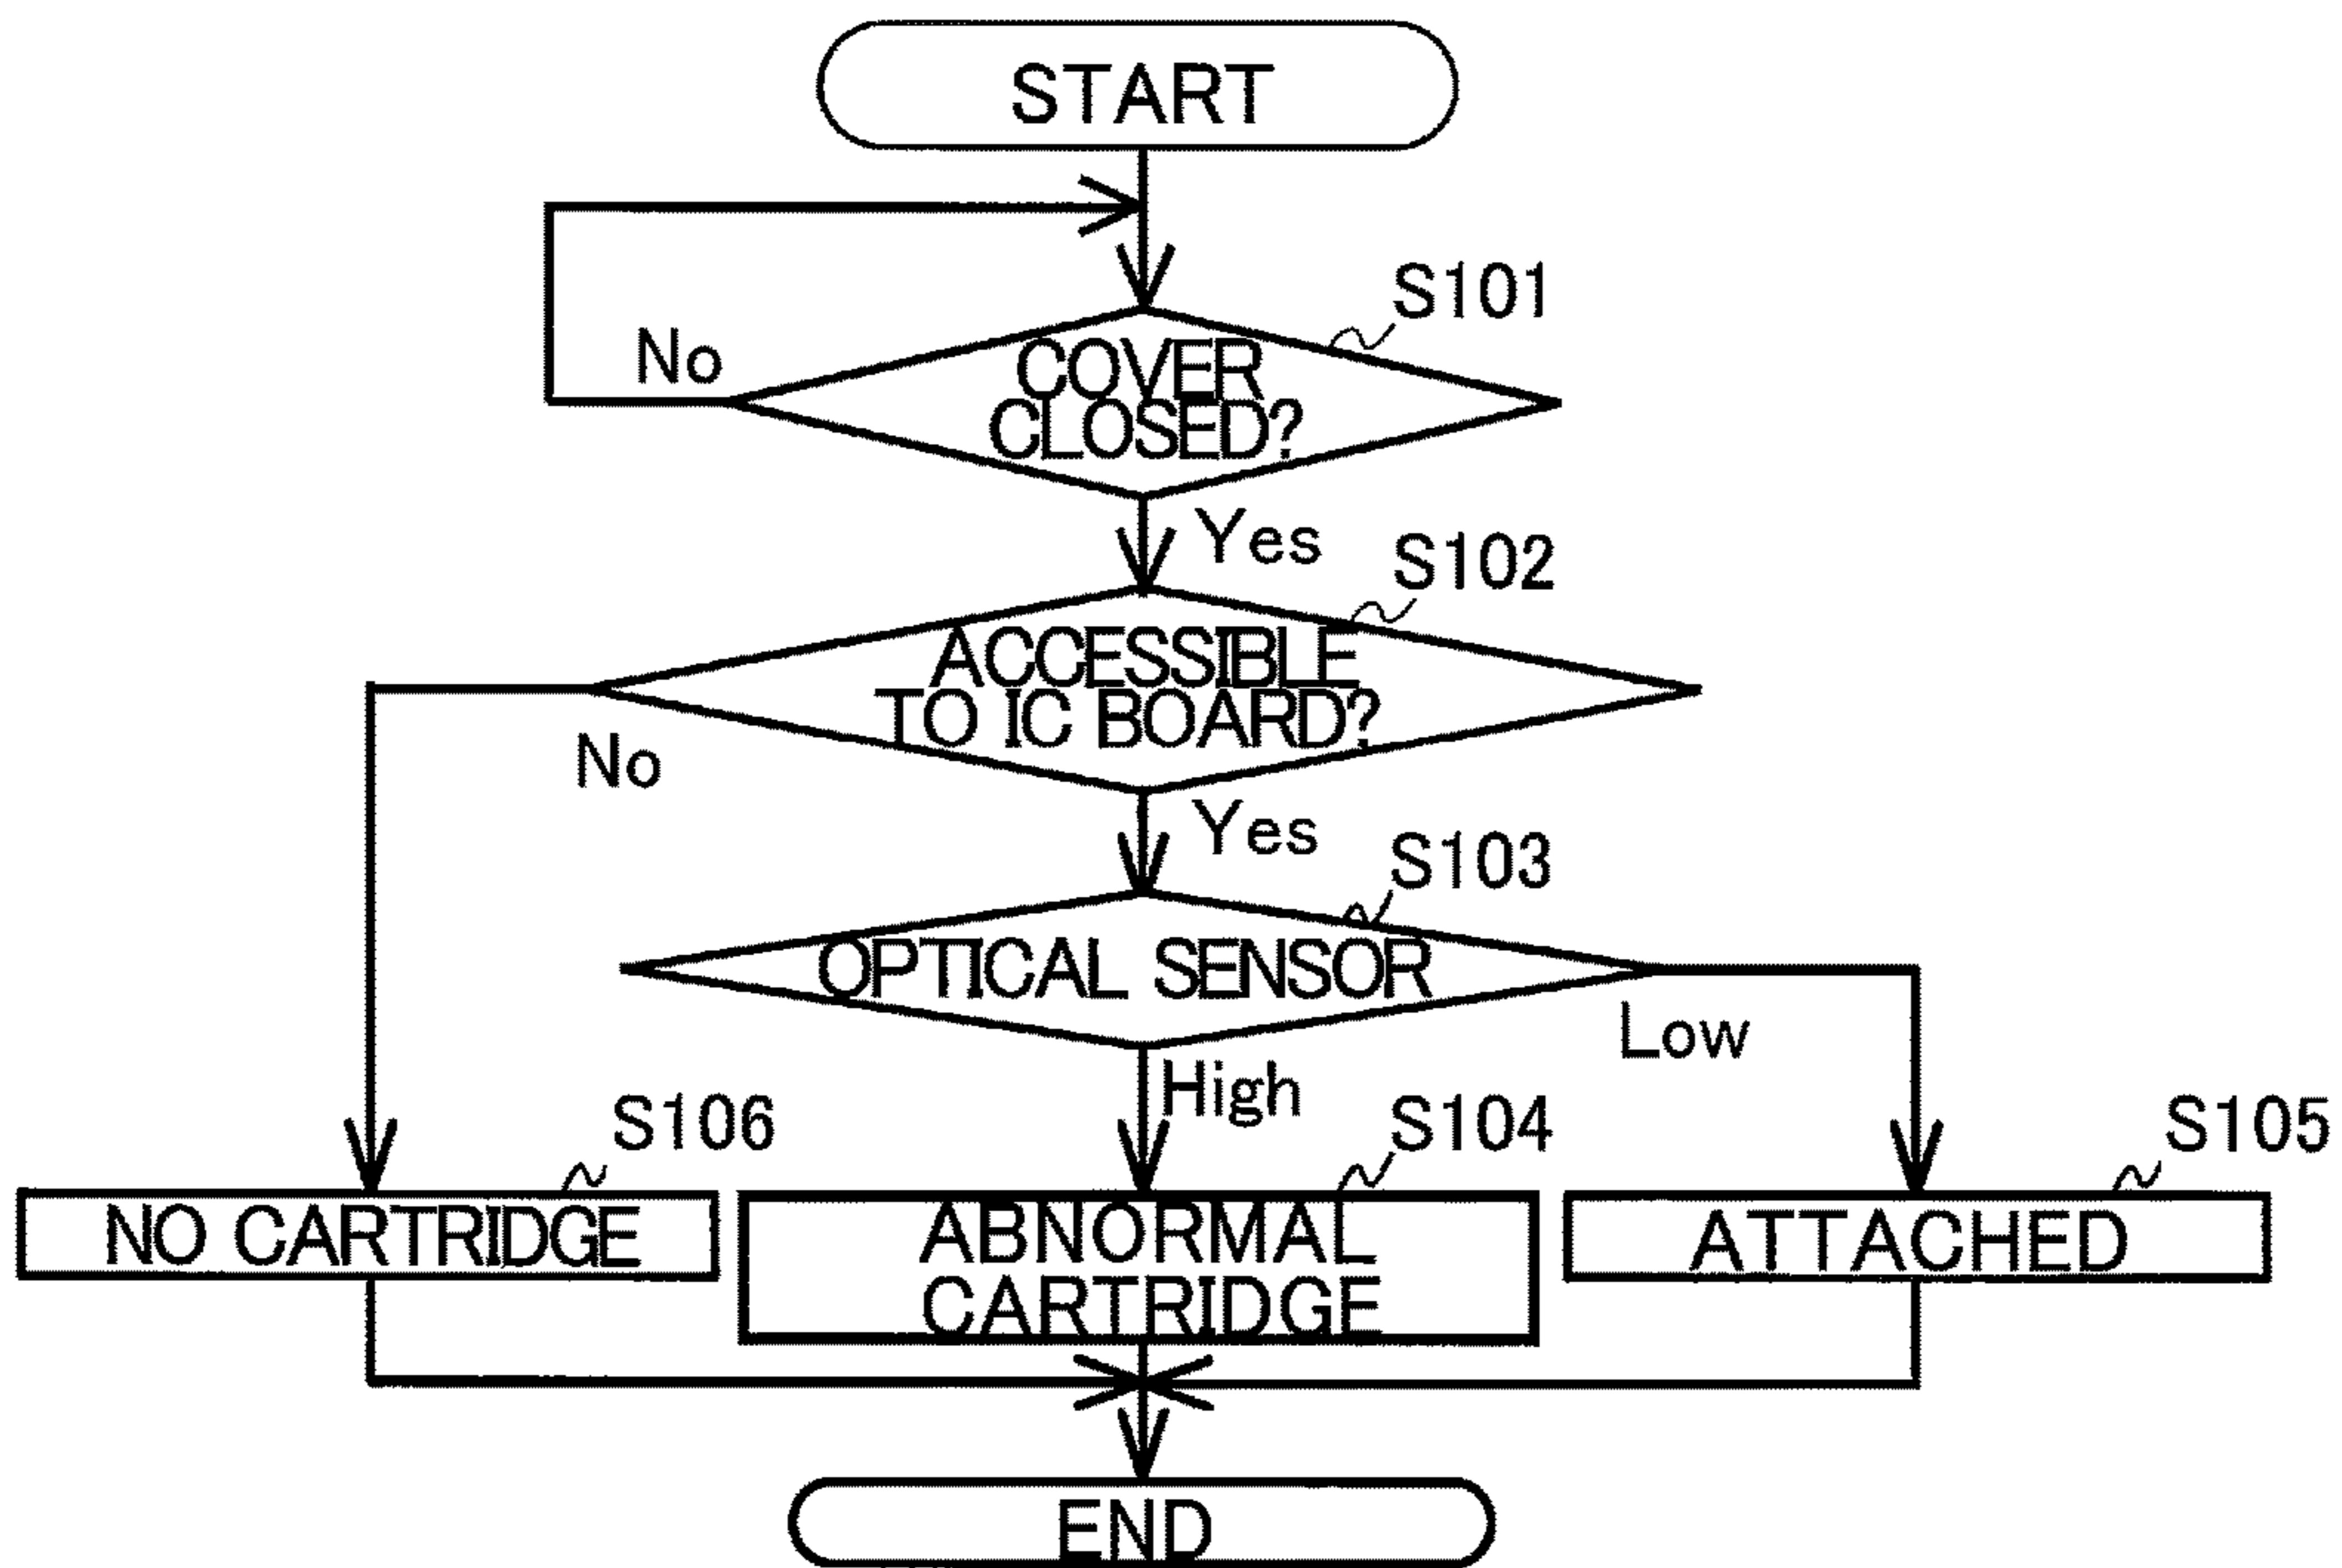 START
S101
No
COVER
CLOSED?
Yes
S102
ACCESSIBLE
TO IC BOARD?
No
Yes
S103
OPTICAL SENSOR
Low
High
S106
S104
S105
NO CARTRIDGE
ABNORMAL
CARTRIDGE
ATTACHED
END